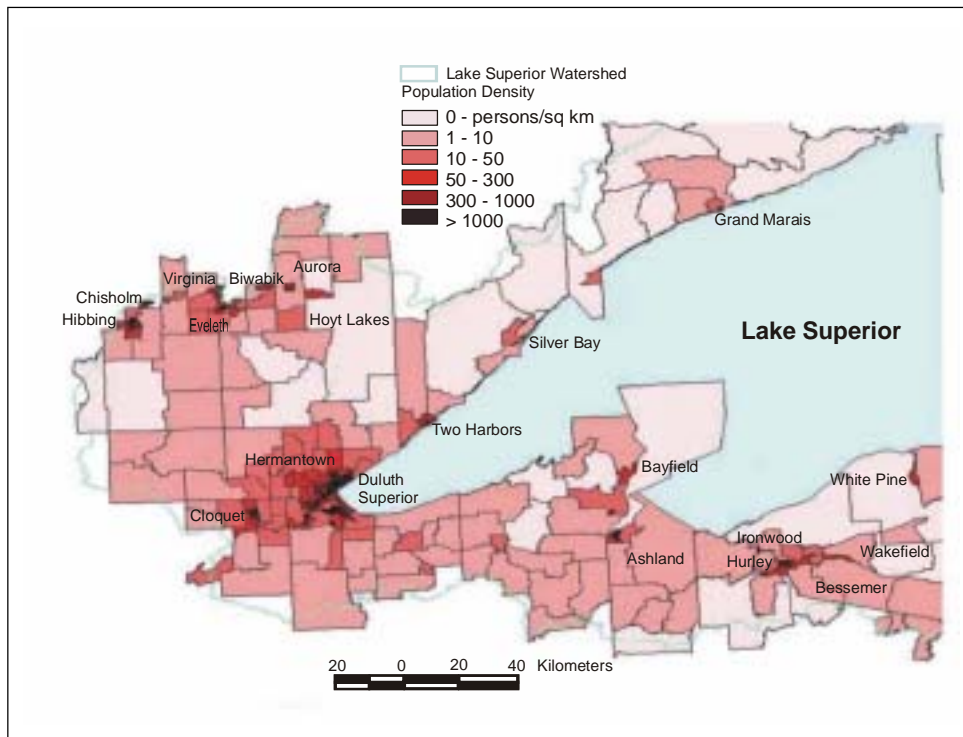 Lake Superior Watershed
Population Density
0 - persons/sq km
1 - 10
10 - 50
50 - 300
300 - 1000
> 1000
Grand Marais
Aurora
Virginia
Biwabik
Chisholm
Hibbing
Eveleth
Hoyt Lakes
Lake Superior
Silver Bay
Two Harbors
Hermantown
Duluth
Superior
Bayfield
White Pine
Cloquet
Ironwood
Ashland
Hurley
Wakefield
Bessemer
20 0 20 40 Kilometers